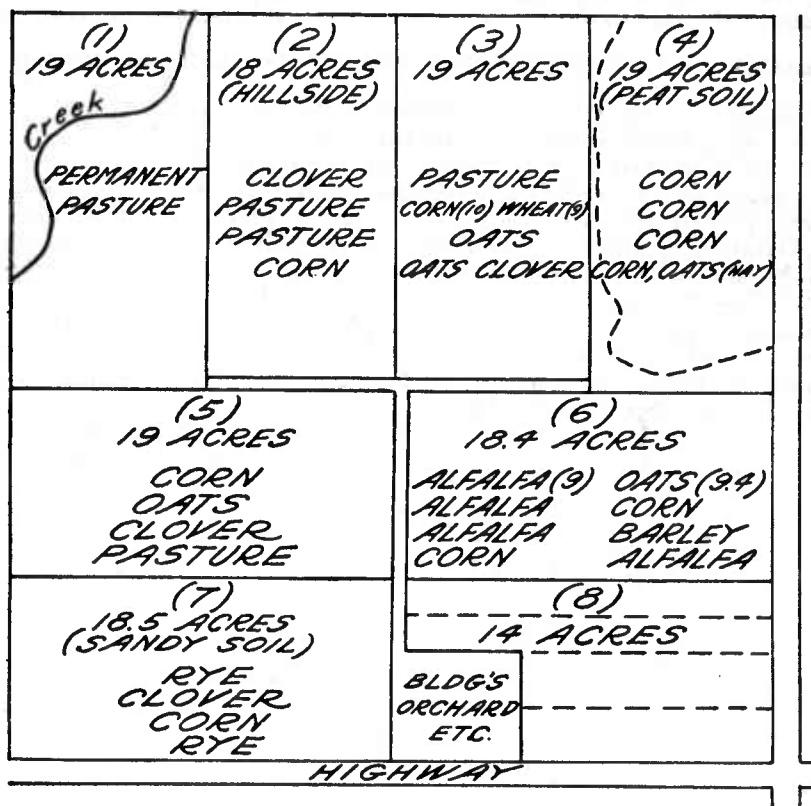 (1)
19 ACRES
Creek
PERMANENT
PASTURE
(2)
18 ACRES
(HILLSIDE)
CLOVER
PASTURE
PASTURE
CORN
(3)
19 ACRES
PASTURE
CORN(10) WHEAT(9)
OATS
OATS CLOVER
(4)
19 ACRES
(PEAT SOIL)
CORN
CORN
CORN
CORN, OATS(HAY)
(5)
19 ACRES
CORN
OATS
CLOVER
PASTURE
(6)
18.4 ACRES
ALFALFA(9) OATS(9.4)
ALFALFA CORN
ALFALFA BARLEY
CORN ALFALFA
(7)
18.5 ACRES
(SANDY SOIL)
RYE
CLOVER
CORN
RYE
(8)
14 ACRES
BLDG'S
ORCHARD
ETC.
HIGHWAY